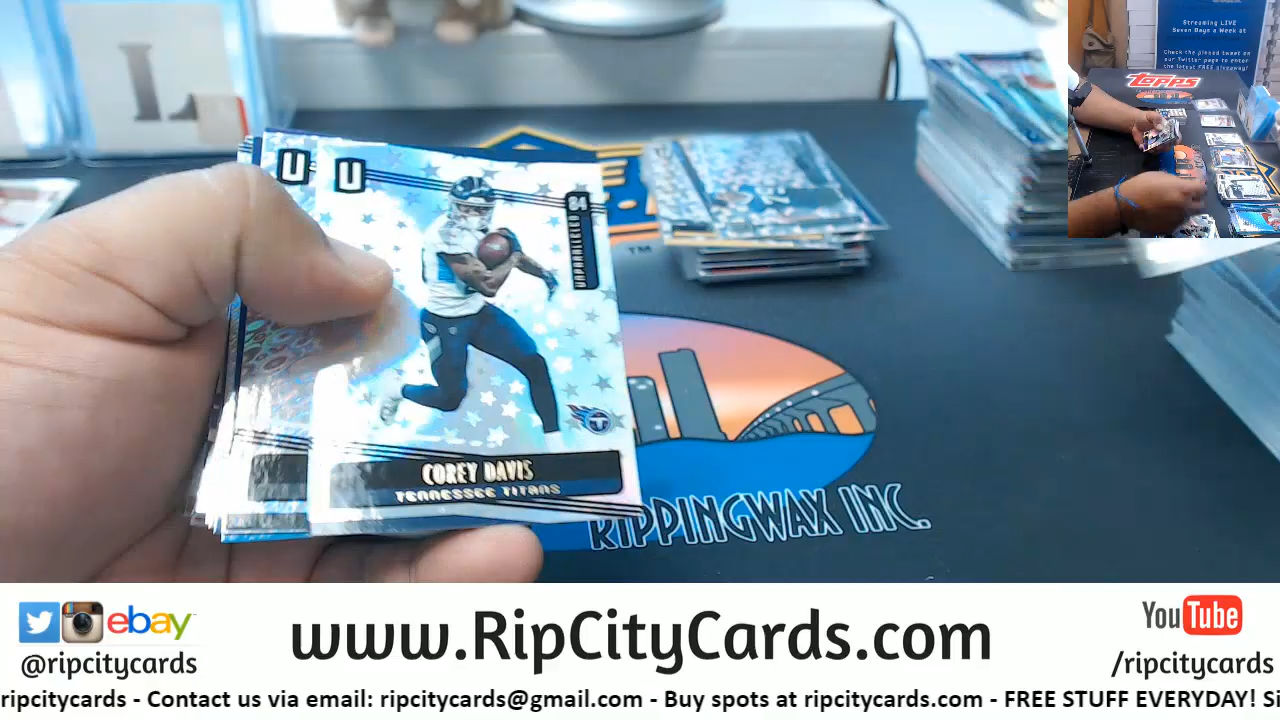 Streaming LIVE
Seven Days a Week at
Check the pinned tweet on
our Twitter page to enter
the latest FREE giveaway!
TOPPS
U U
84
UNPARALLELED
COREY DAVIS
TENNESSEE TITANS
TM
RIPPINGWAX INC.
ebay
www.RipCityCards.com
YouTube
@ripcitycards
/ripcitycards
ripcitycards - Contact us via email: ripcitycards@gmail.com - Buy spots at ripcitycards.com - FREE STUFF EVERYDAY! Si